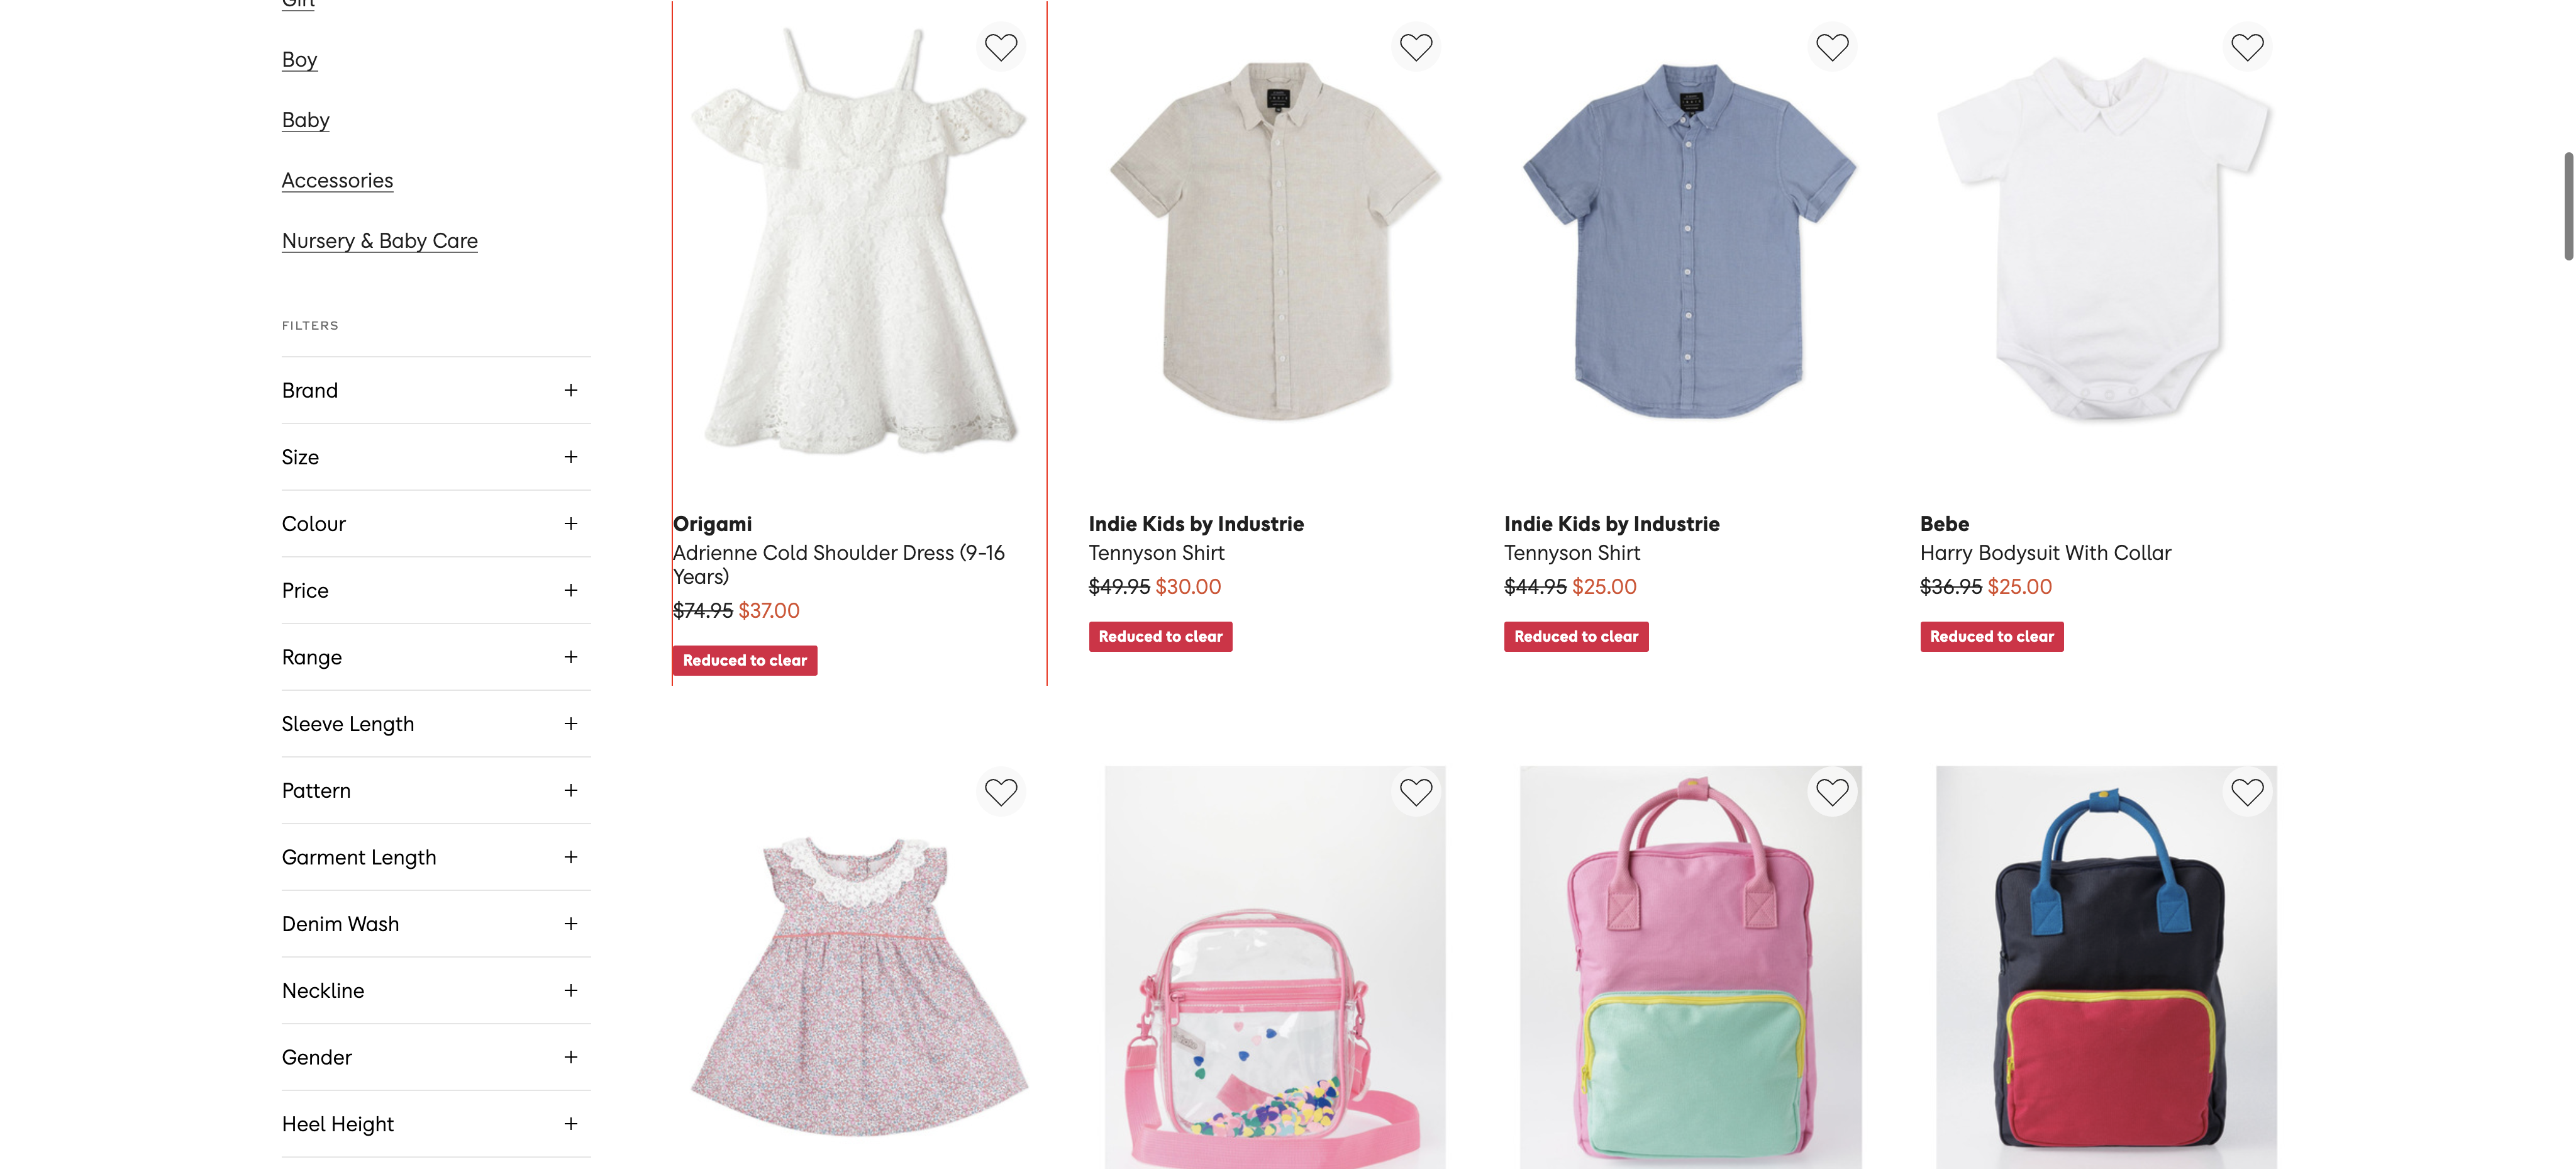 Girl
Boy
Baby
Accessories
Nursery & Baby Care
FILTERS
Brand
Size
Colour
Price
Range
Sleeve Length
Pattern
Garment Length
Denim Wash
Neckline
Gender
Heel Height
Origami
Adrienne Cold Shoulder Dress (9-16
Years)
$74.95 $37.00
Reduced to clear
Indie Kids by Industrie
Tennyson Shirt
$49.95 $30.00
Reduced to clear
Indie Kids by Industrie
Tennyson Shirt
$44.95 $25.00
Reduced to clear
Bebe
Harry Bodysuit With Collar
$36.95 $25.00
Reduced to clear